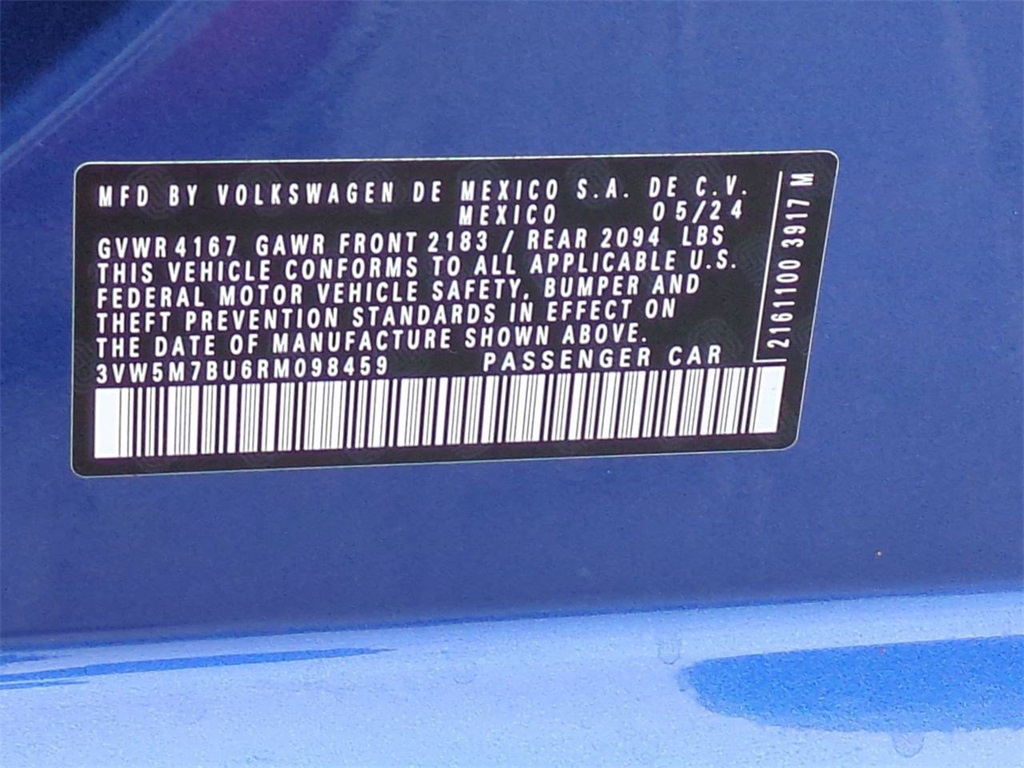 MFD BY VOLKSWAGEN DE MEXICO S.A. DE C.V.
MEXICO 05/24
GVWR 4167 GAWR FRONT 2183 / REAR 2094 LBS
THIS VEHICLE CONFORMS TO ALL APPLICABLE U.S.
FEDERAL MOTOR VEHICLE SAFETY, BUMPER AND
THEFT PREVENTION STANDARDS IN EFFECT ON
THE DATE OF MANUFACTURE SHOWN ABOVE.
3VW5M7BU6RM098459 PASSENGER CAR
2161100 3917 M